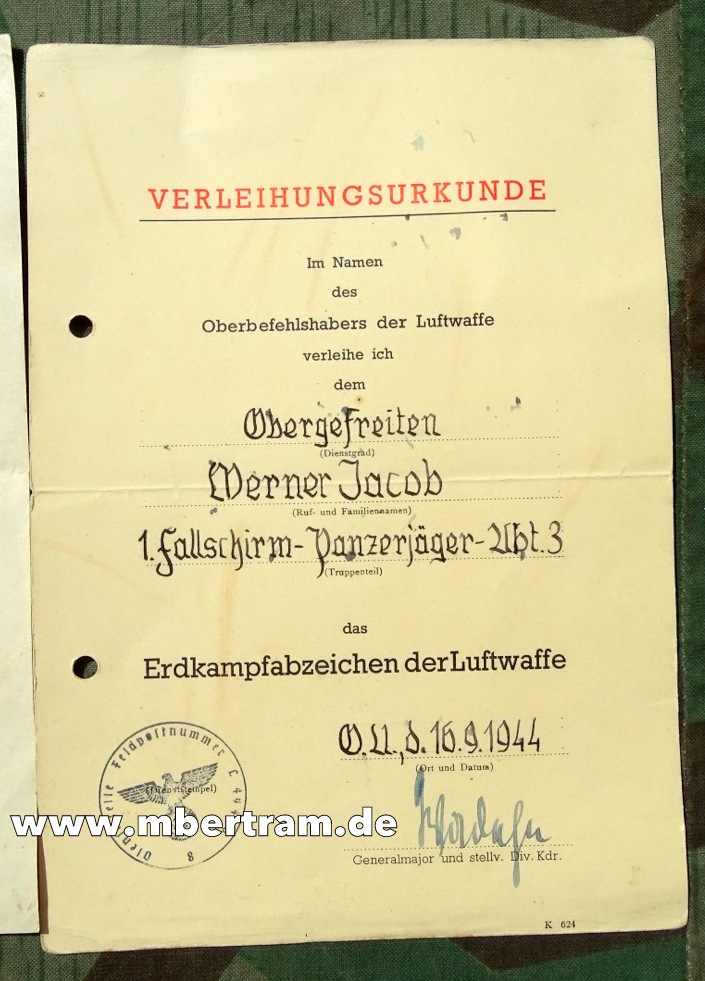 VERLEIHUNGSURKUNDE
Im Namen
des
Oberbefehlshabers der Luftwaffe
verleihe ich
dem
Obergefreiten
(Dienstgrad)
Werner Jacob
(Ruf- und Familiennamen)
1. Fallschirm-Panzerjäger-Abt. 3
(Truppenteil)
das
Erdkampfabzeichen der Luftwaffe
O.U., d. 16.9.1944
(Ort und Datum)
Feldpostnummer L
(Dienststempel)
www.mbertram.de
Generalmajor und stellv. Div. Kdr.
K 624